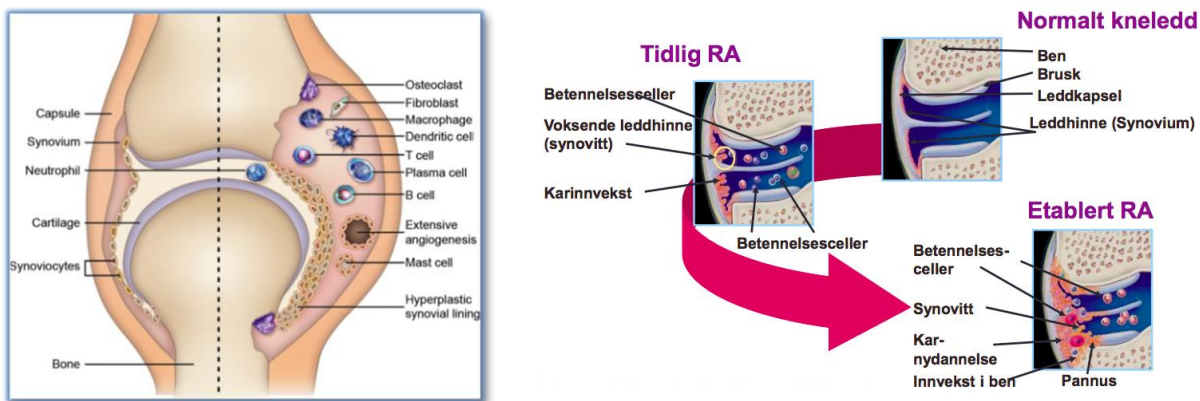 Capsule
Synovium
Neutrophil
Cartilage
Synoviocytes
Bone
Osteoclast
Fibroblast
Macrophage
Dendritic cell
T cell
Plasma cell
B cell
Extensive
angiogenesis
Mast cell
Hyperplastic
synovial lining
Tidlig RA
Betennelsesceller
Voksende leddhinne
(synovitt)
Karinnvekst
Betennelsesceller
Normalt kneledd
Ben
Brusk
Leddkapsel
Leddhinne (Synovium)
Etablert RA
Betennelses-
celler
Synovitt
Kar-
nydannelse
Innvekst i ben
Pannus